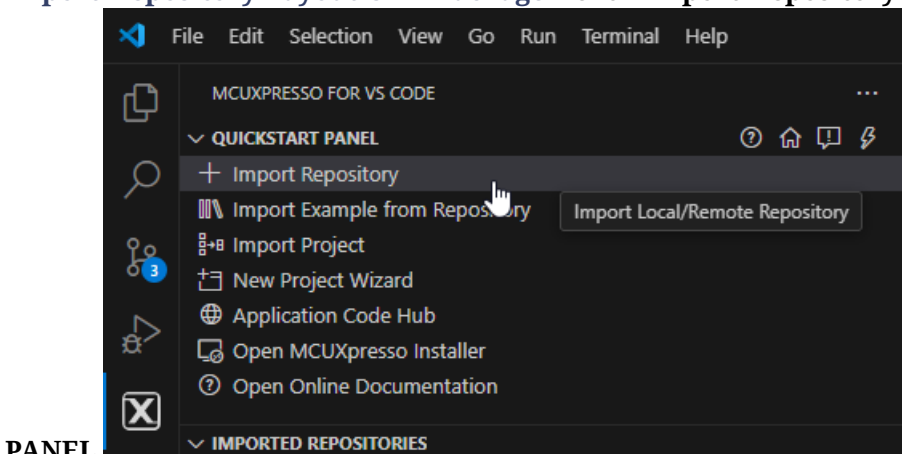 File Edit Selection View Go Run Terminal Help
MCUXPRESSO FOR VS CODE
QUICKSTART PANEL
Import Repository
Import Example from Repository
Import Local/Remote Repository
Import Project
3
New Project Wizard
Application Code Hub
Open MCUXpresso Installer
Open Online Documentation
PANEL
IMPORTED REPOSITORIES